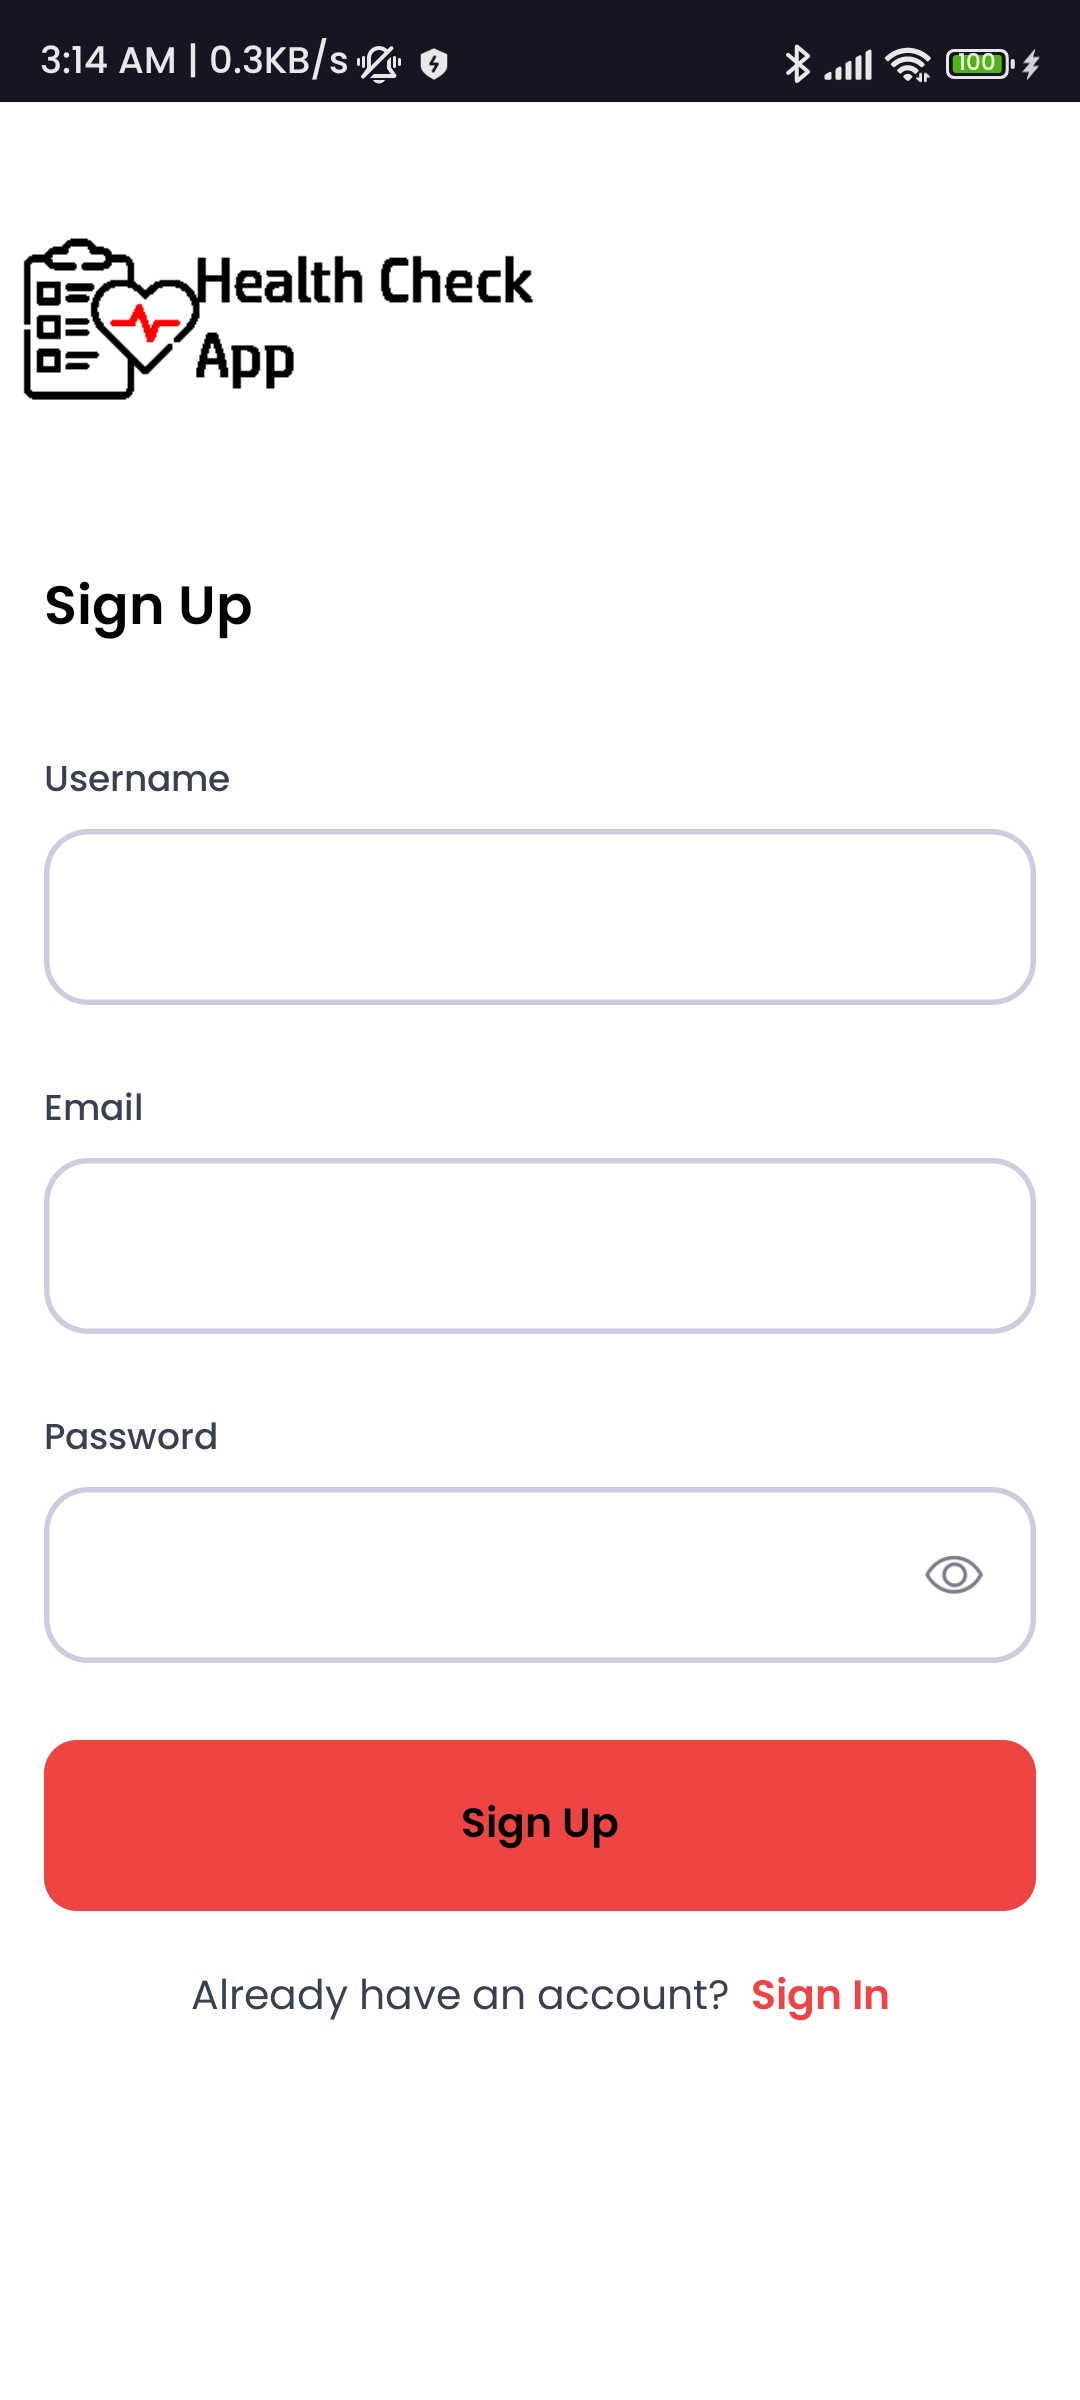 3:14 AM | 0.3KB/s 100
Health Check
App
Sign Up
Username
Email
Password
Sign Up
Already have an account? Sign In